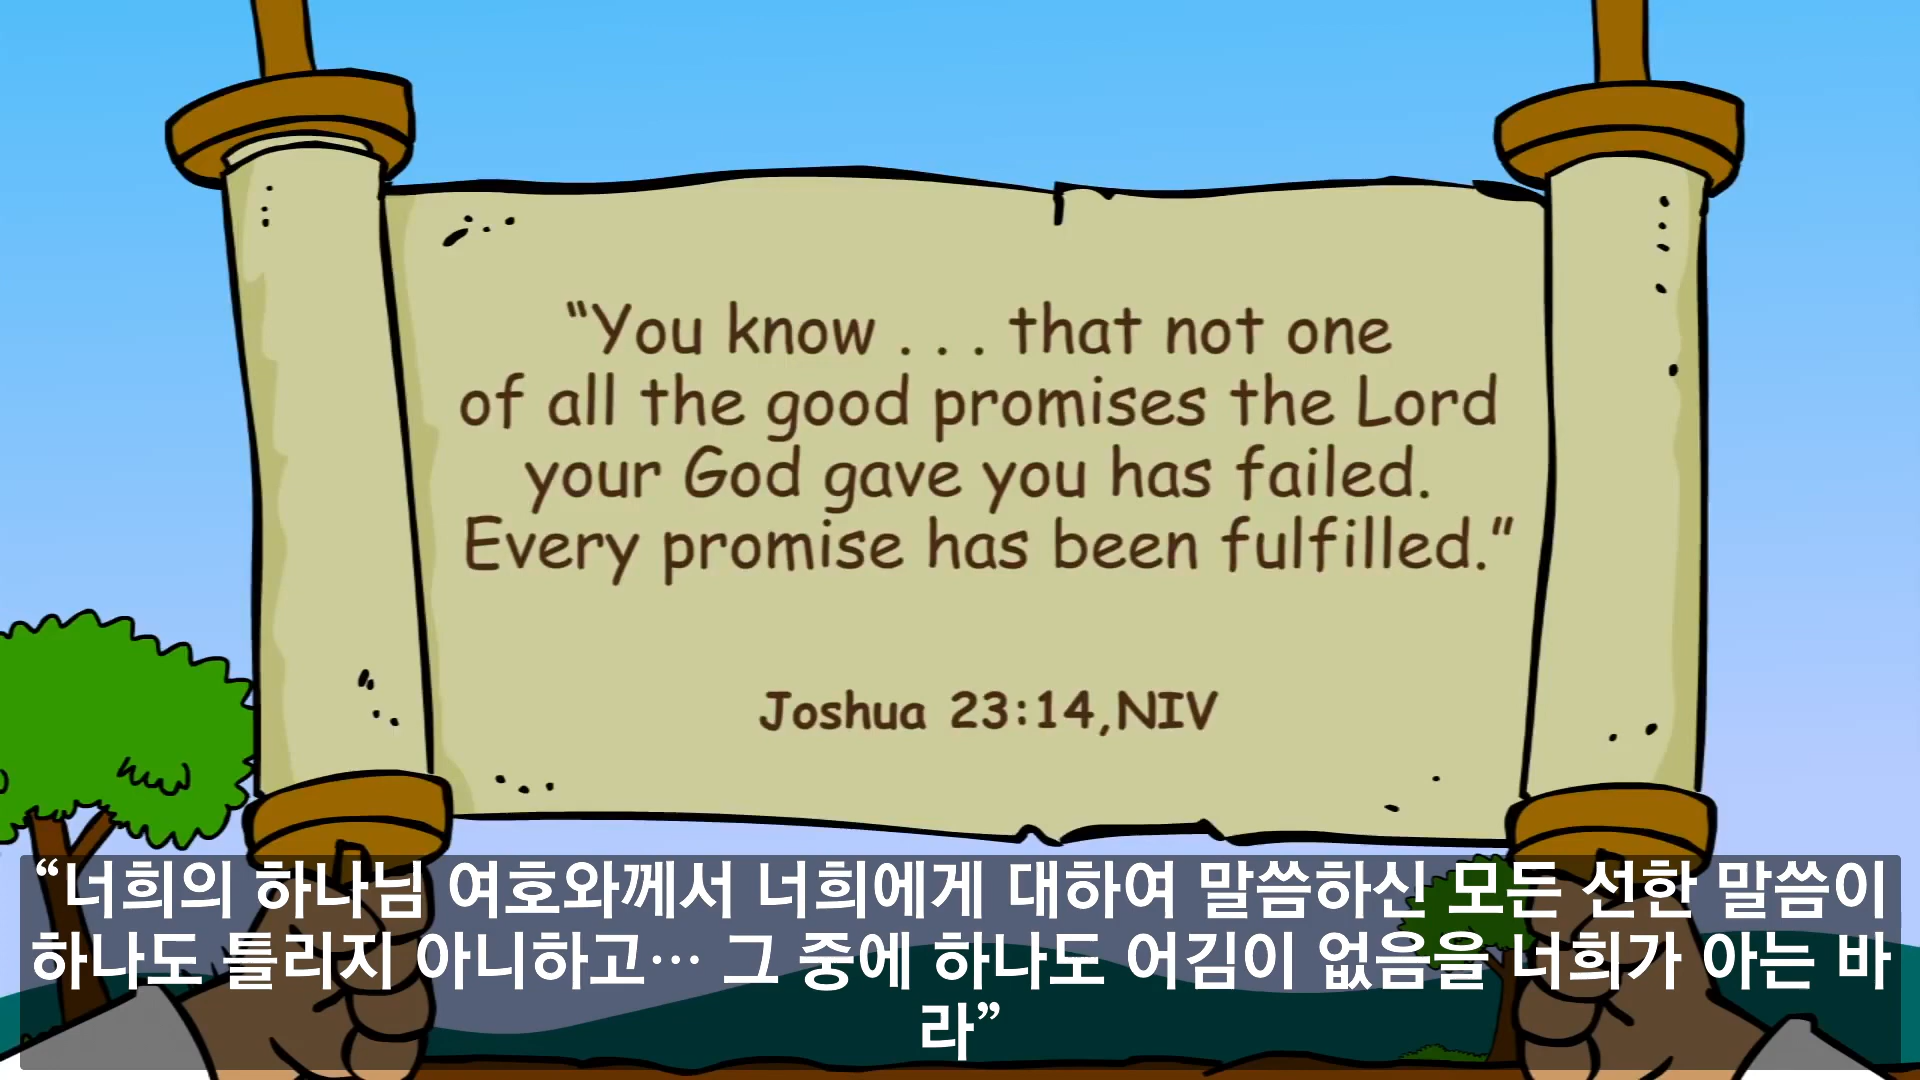 “You know . . . that not one
of all the good promises the Lord
your God gave you has failed.
Every promise has been fulfilled.”
Joshua 23:14,NIV
“너희의 하나님 여호와께서 너희에게 대하여 말씀하신 모든 선한 말씀이
하나도 틀리지 아니하고… 그 중에 하나도 어김이 없음을 너희가 아는 바
라”